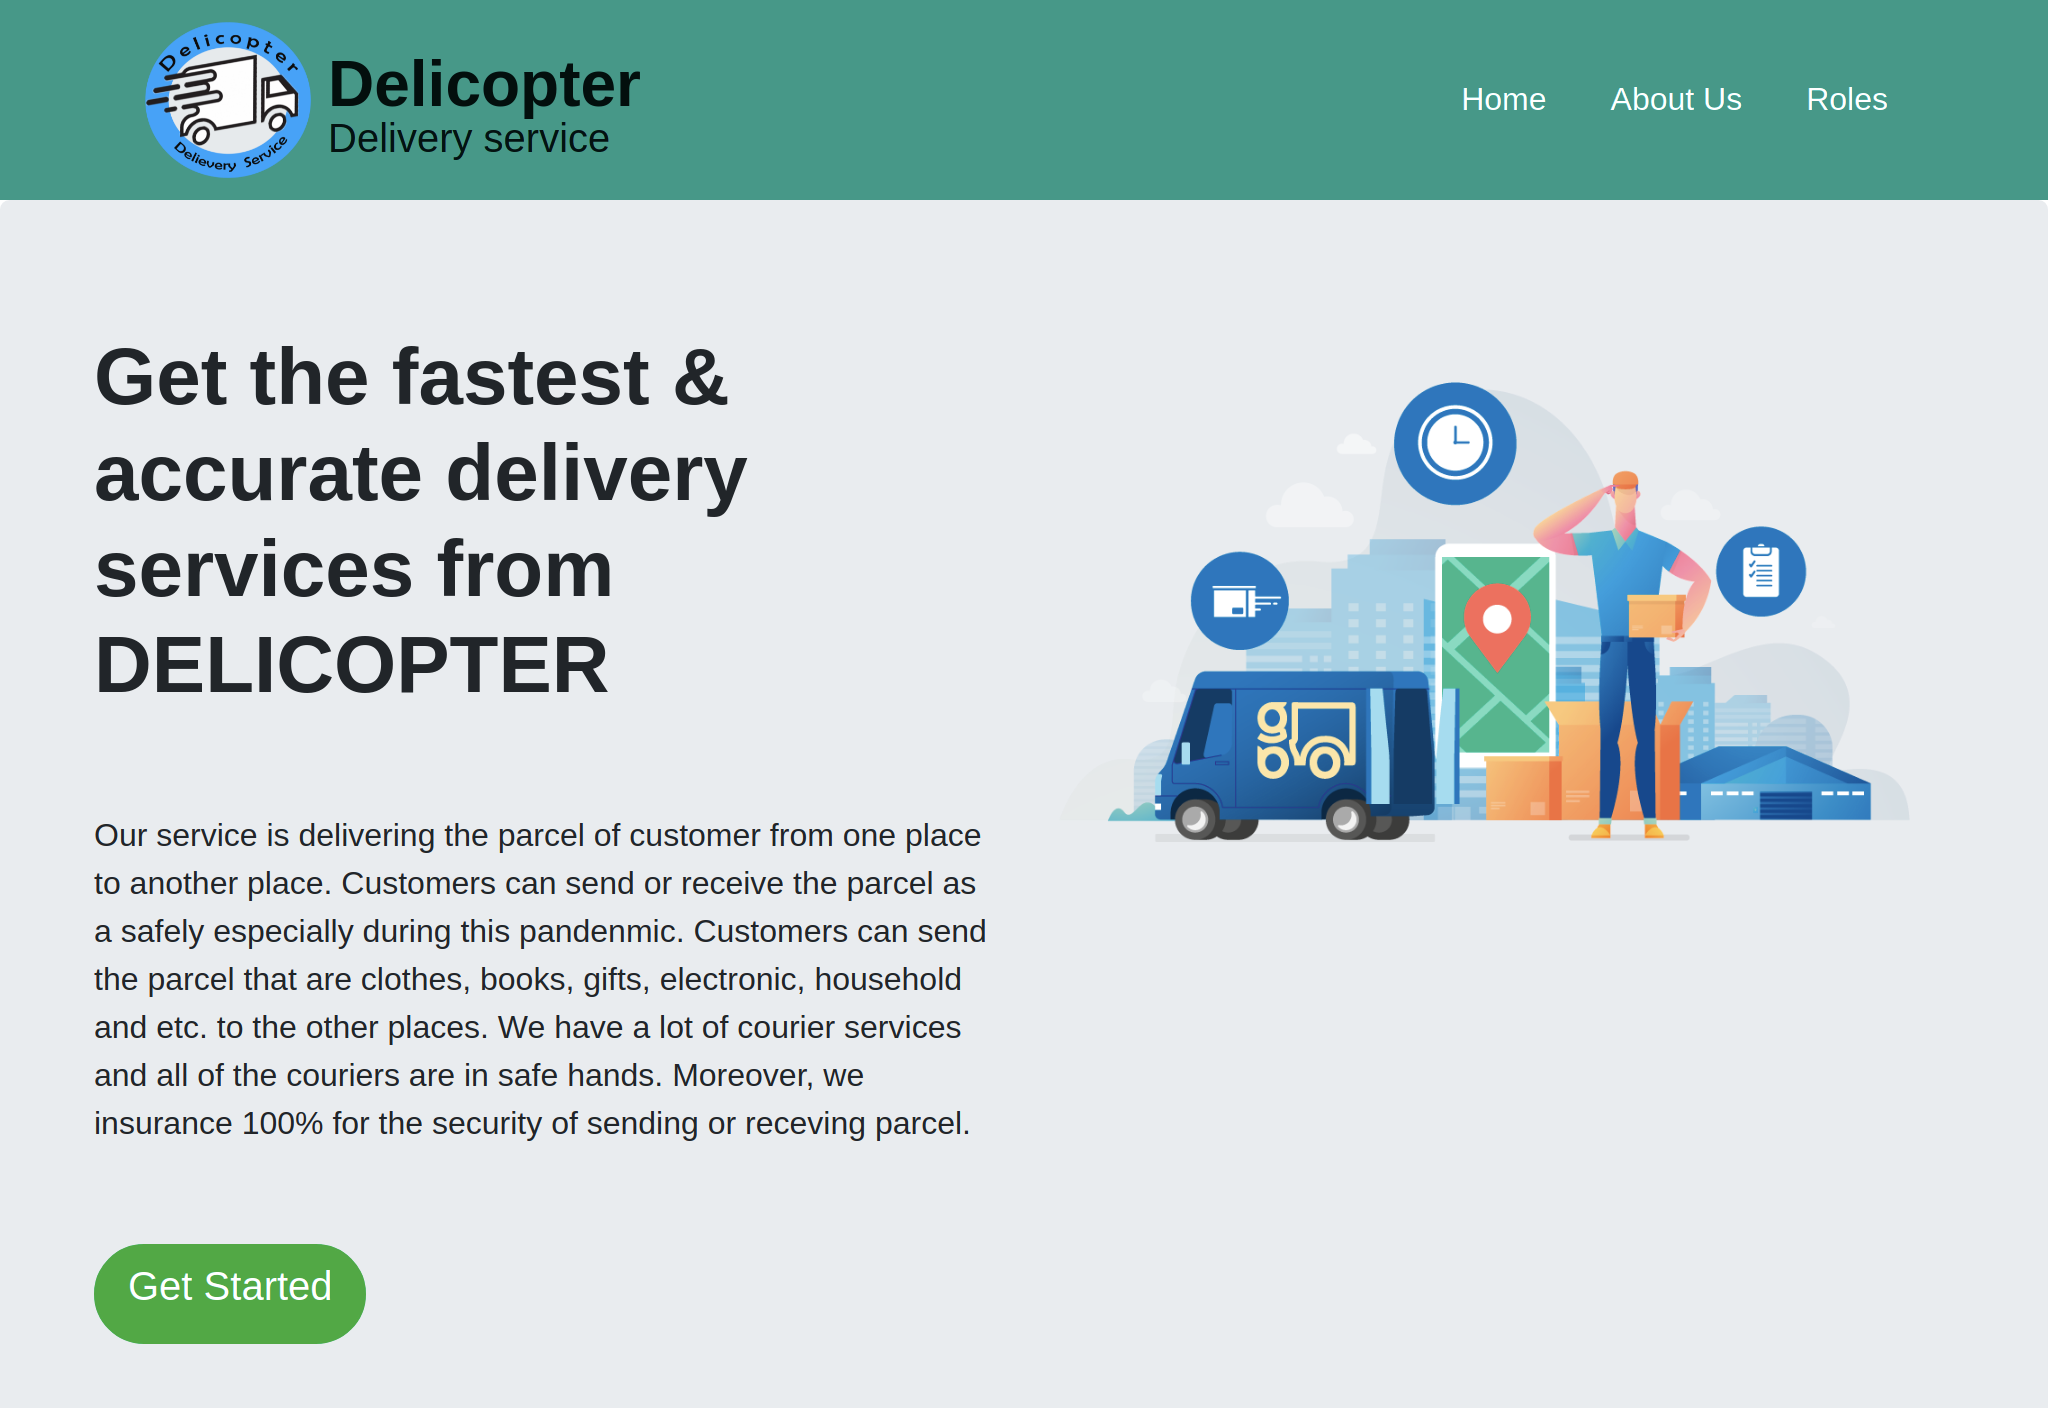 Delicopter
Delievery Service
Delicopter
Delivery service
Home
About Us
Roles
Get the fastest &
accurate delivery
services from
DELICOPTER
Our service is delivering the parcel of customer from one place
to another place. Customers can send or receive the parcel as
a safely especially during this pandenmic. Customers can send
the parcel that are clothes, books, gifts, electronic, household
and etc. to the other places. We have a lot of courier services
and all of the couriers are in safe hands. Moreover, we
insurance 100% for the security of sending or receving parcel.
Get Started